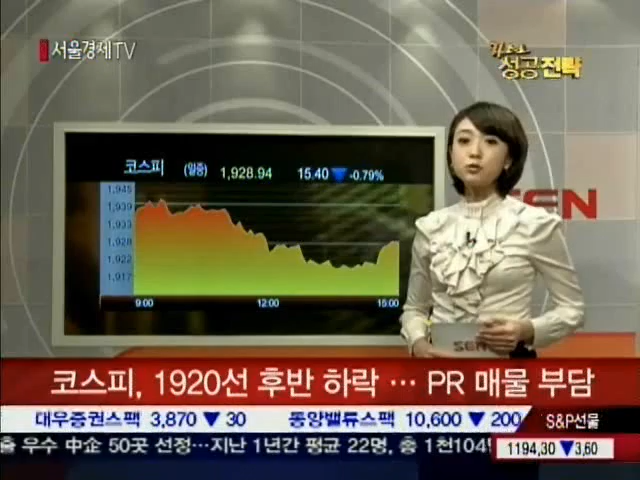 서울경제TV
성공전략
코스피 (일중) 1,928.94 15.40 ▼ -0.79%
1,945
1,939
1,933
1,928
1,922
1,917
9:00 12:00 15:00
SEN
SEN
코스피, 1920선 후반 하락 … PR 매물 부담
대우증권스팩 3,870 ▼ 30 동양밸류스팩 10,600 ▼ 200
S&P선물
출 우수 中企 50곳 선정…지난 1년간 평균 22명, 총 1천104
1194,30 ▼3,60